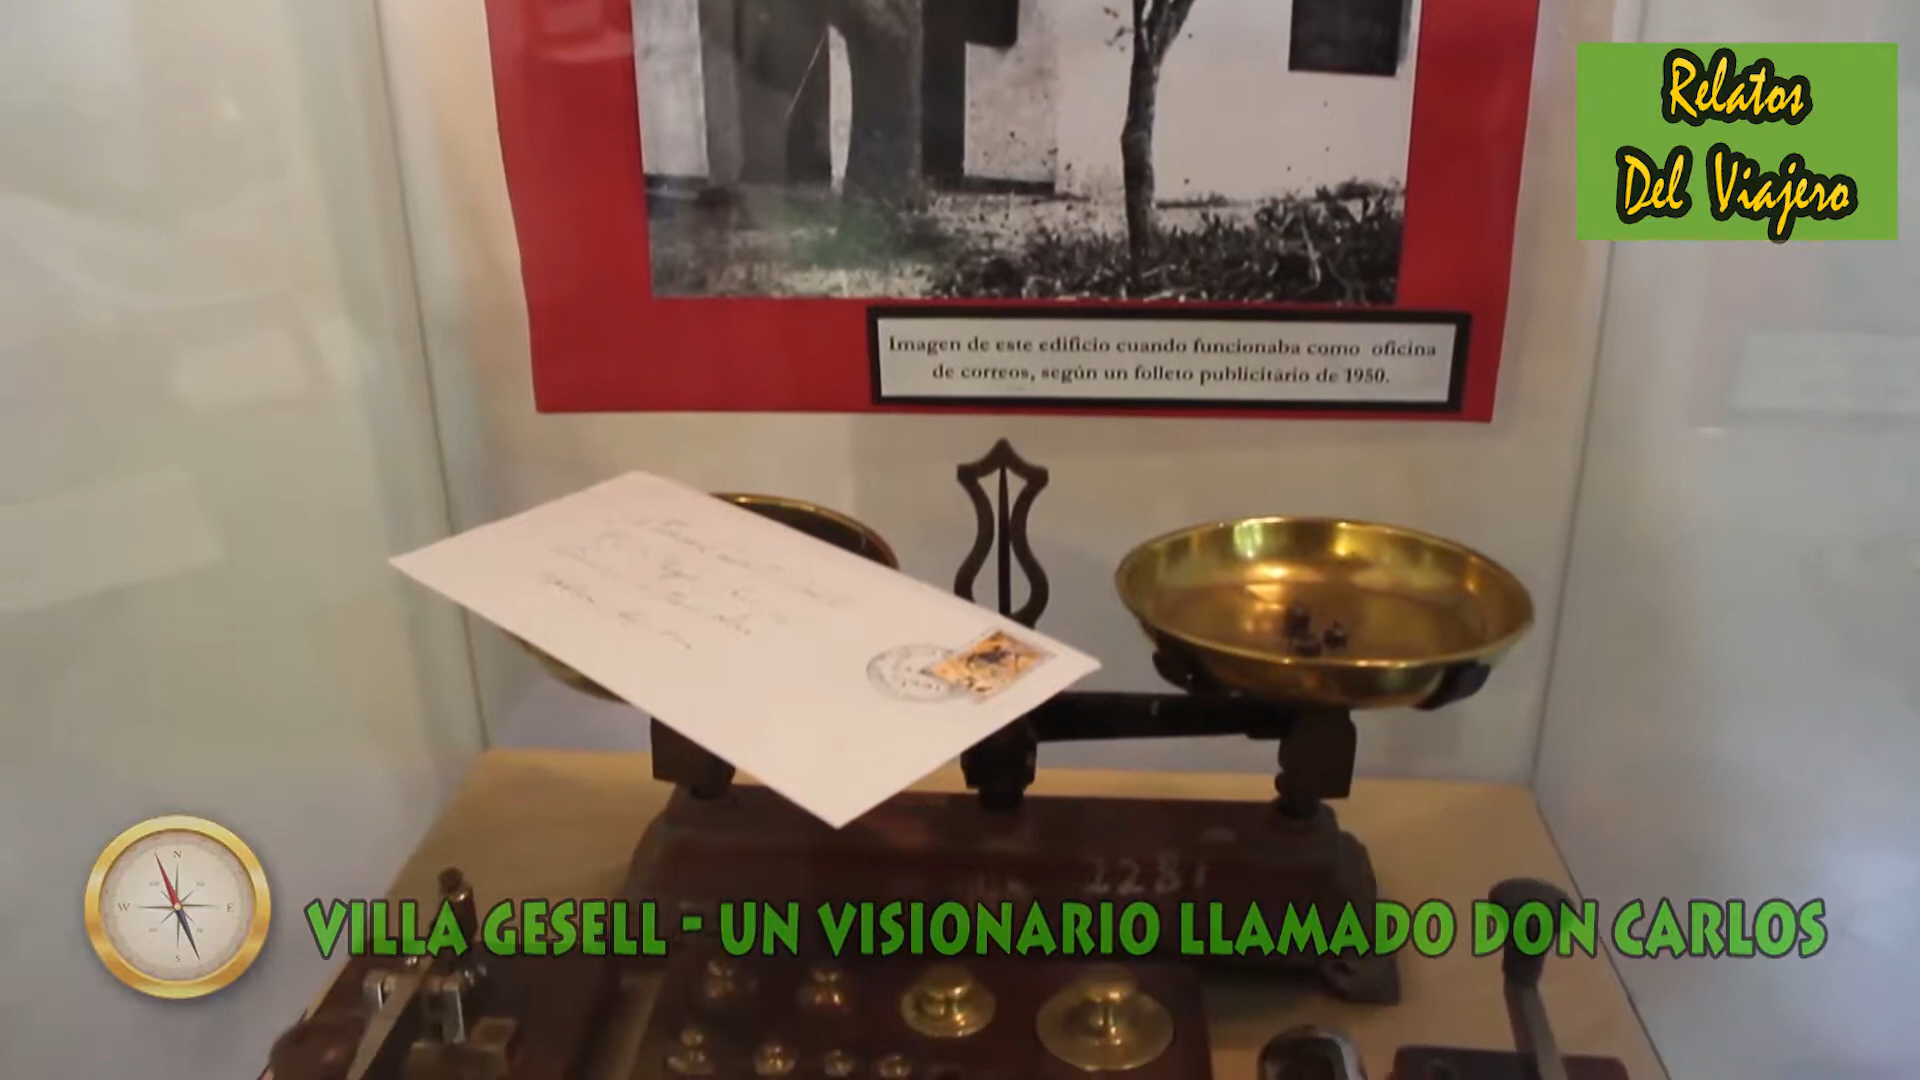 Relatos
Del Viajero
Imagen de este edificio cuando funcionaba como oficina
de correos, según un folleto publicitario de 1950.
2281
N
W E
S
VILLA GESELL - UN VISIONARIO LLAMADO DON CARLOS